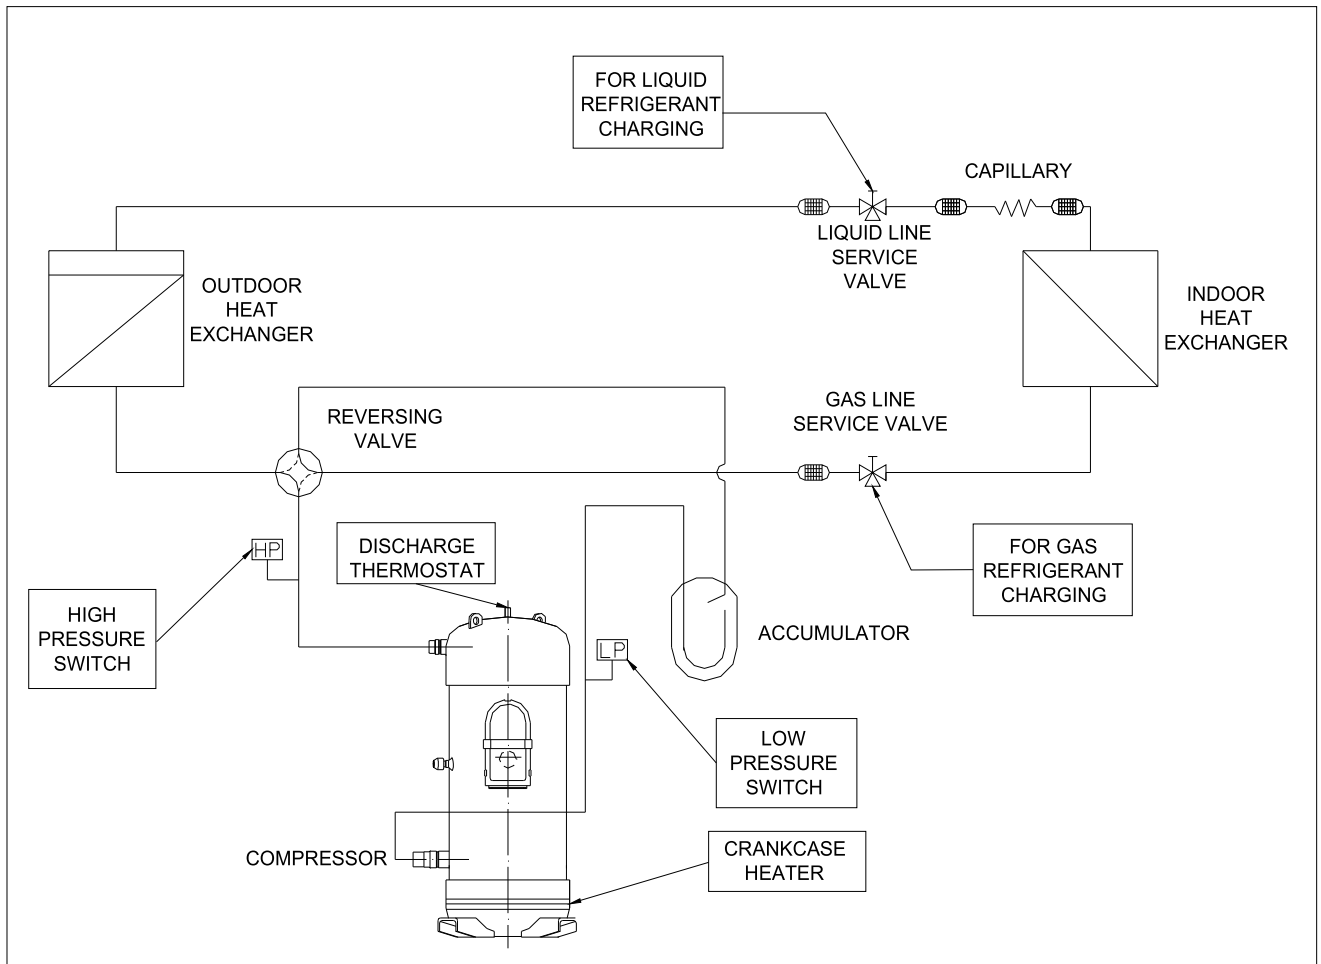 FOR LIQUID
REFRIGERANT
CHARGING
CAPILLARY
LIQUID LINE
SERVICE
VALVE
OUTDOOR
HEAT
EXCHANGER
INDOOR
HEAT
EXCHANGER
REVERSING
VALVE
GAS LINE
SERVICE VALVE
HP
DISCHARGE
THERMOSTAT
FOR GAS
REFRIGERANT
CHARGING
HIGH
PRESSURE
SWITCH
LP
ACCUMULATOR
LOW
PRESSURE
SWITCH
COMPRESSOR
CRANKCASE
HEATER